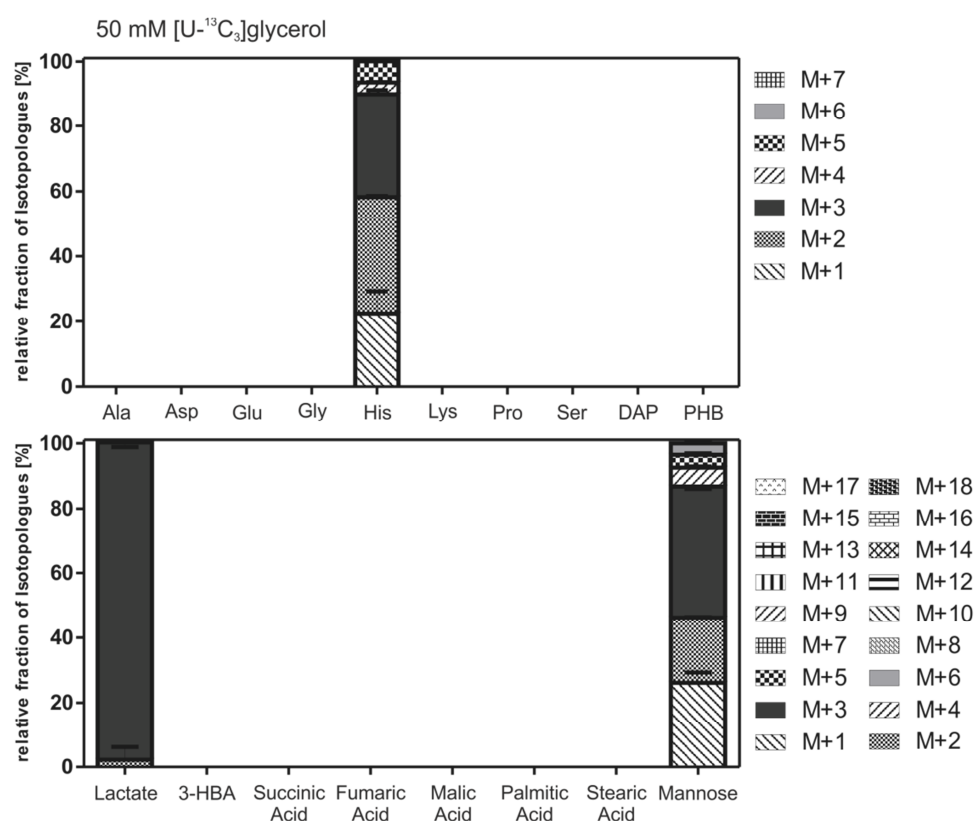 50 mM [U-¹³C₃]glycerol
relative fraction of Isotopologues [%]
100
80
60
40
20
0
Ala Asp Glu Gly His Lys Pro Ser DAP PHB
M+7
M+6
M+5
M+4
M+3
M+2
M+1
relative fraction of Isotopologues [%]
100
80
60
40
20
0
Lactate 3-HBA Succinic Fumaric Malic Palmitic Stearic Mannose
Acid Acid Acid Acid Acid
M+17 M+18
M+15 M+16
M+13 M+14
M+11 M+12
M+9 M+10
M+7 M+8
M+5 M+6
M+3 M+4
M+1 M+2